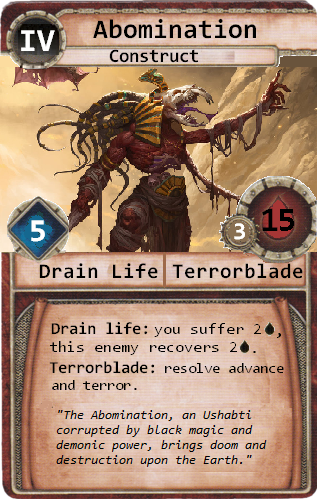 IV
Abomination
Construct
5
3
15
Drain Life
Terrorblade
Drain life: you suffer 2,
this enemy recovers 2.
Terrorblade: resolve advance
and terror.
"The Abomination, an Ushabti
corrupted by black magic and
demonic power, brings doom and
destruction upon the Earth."